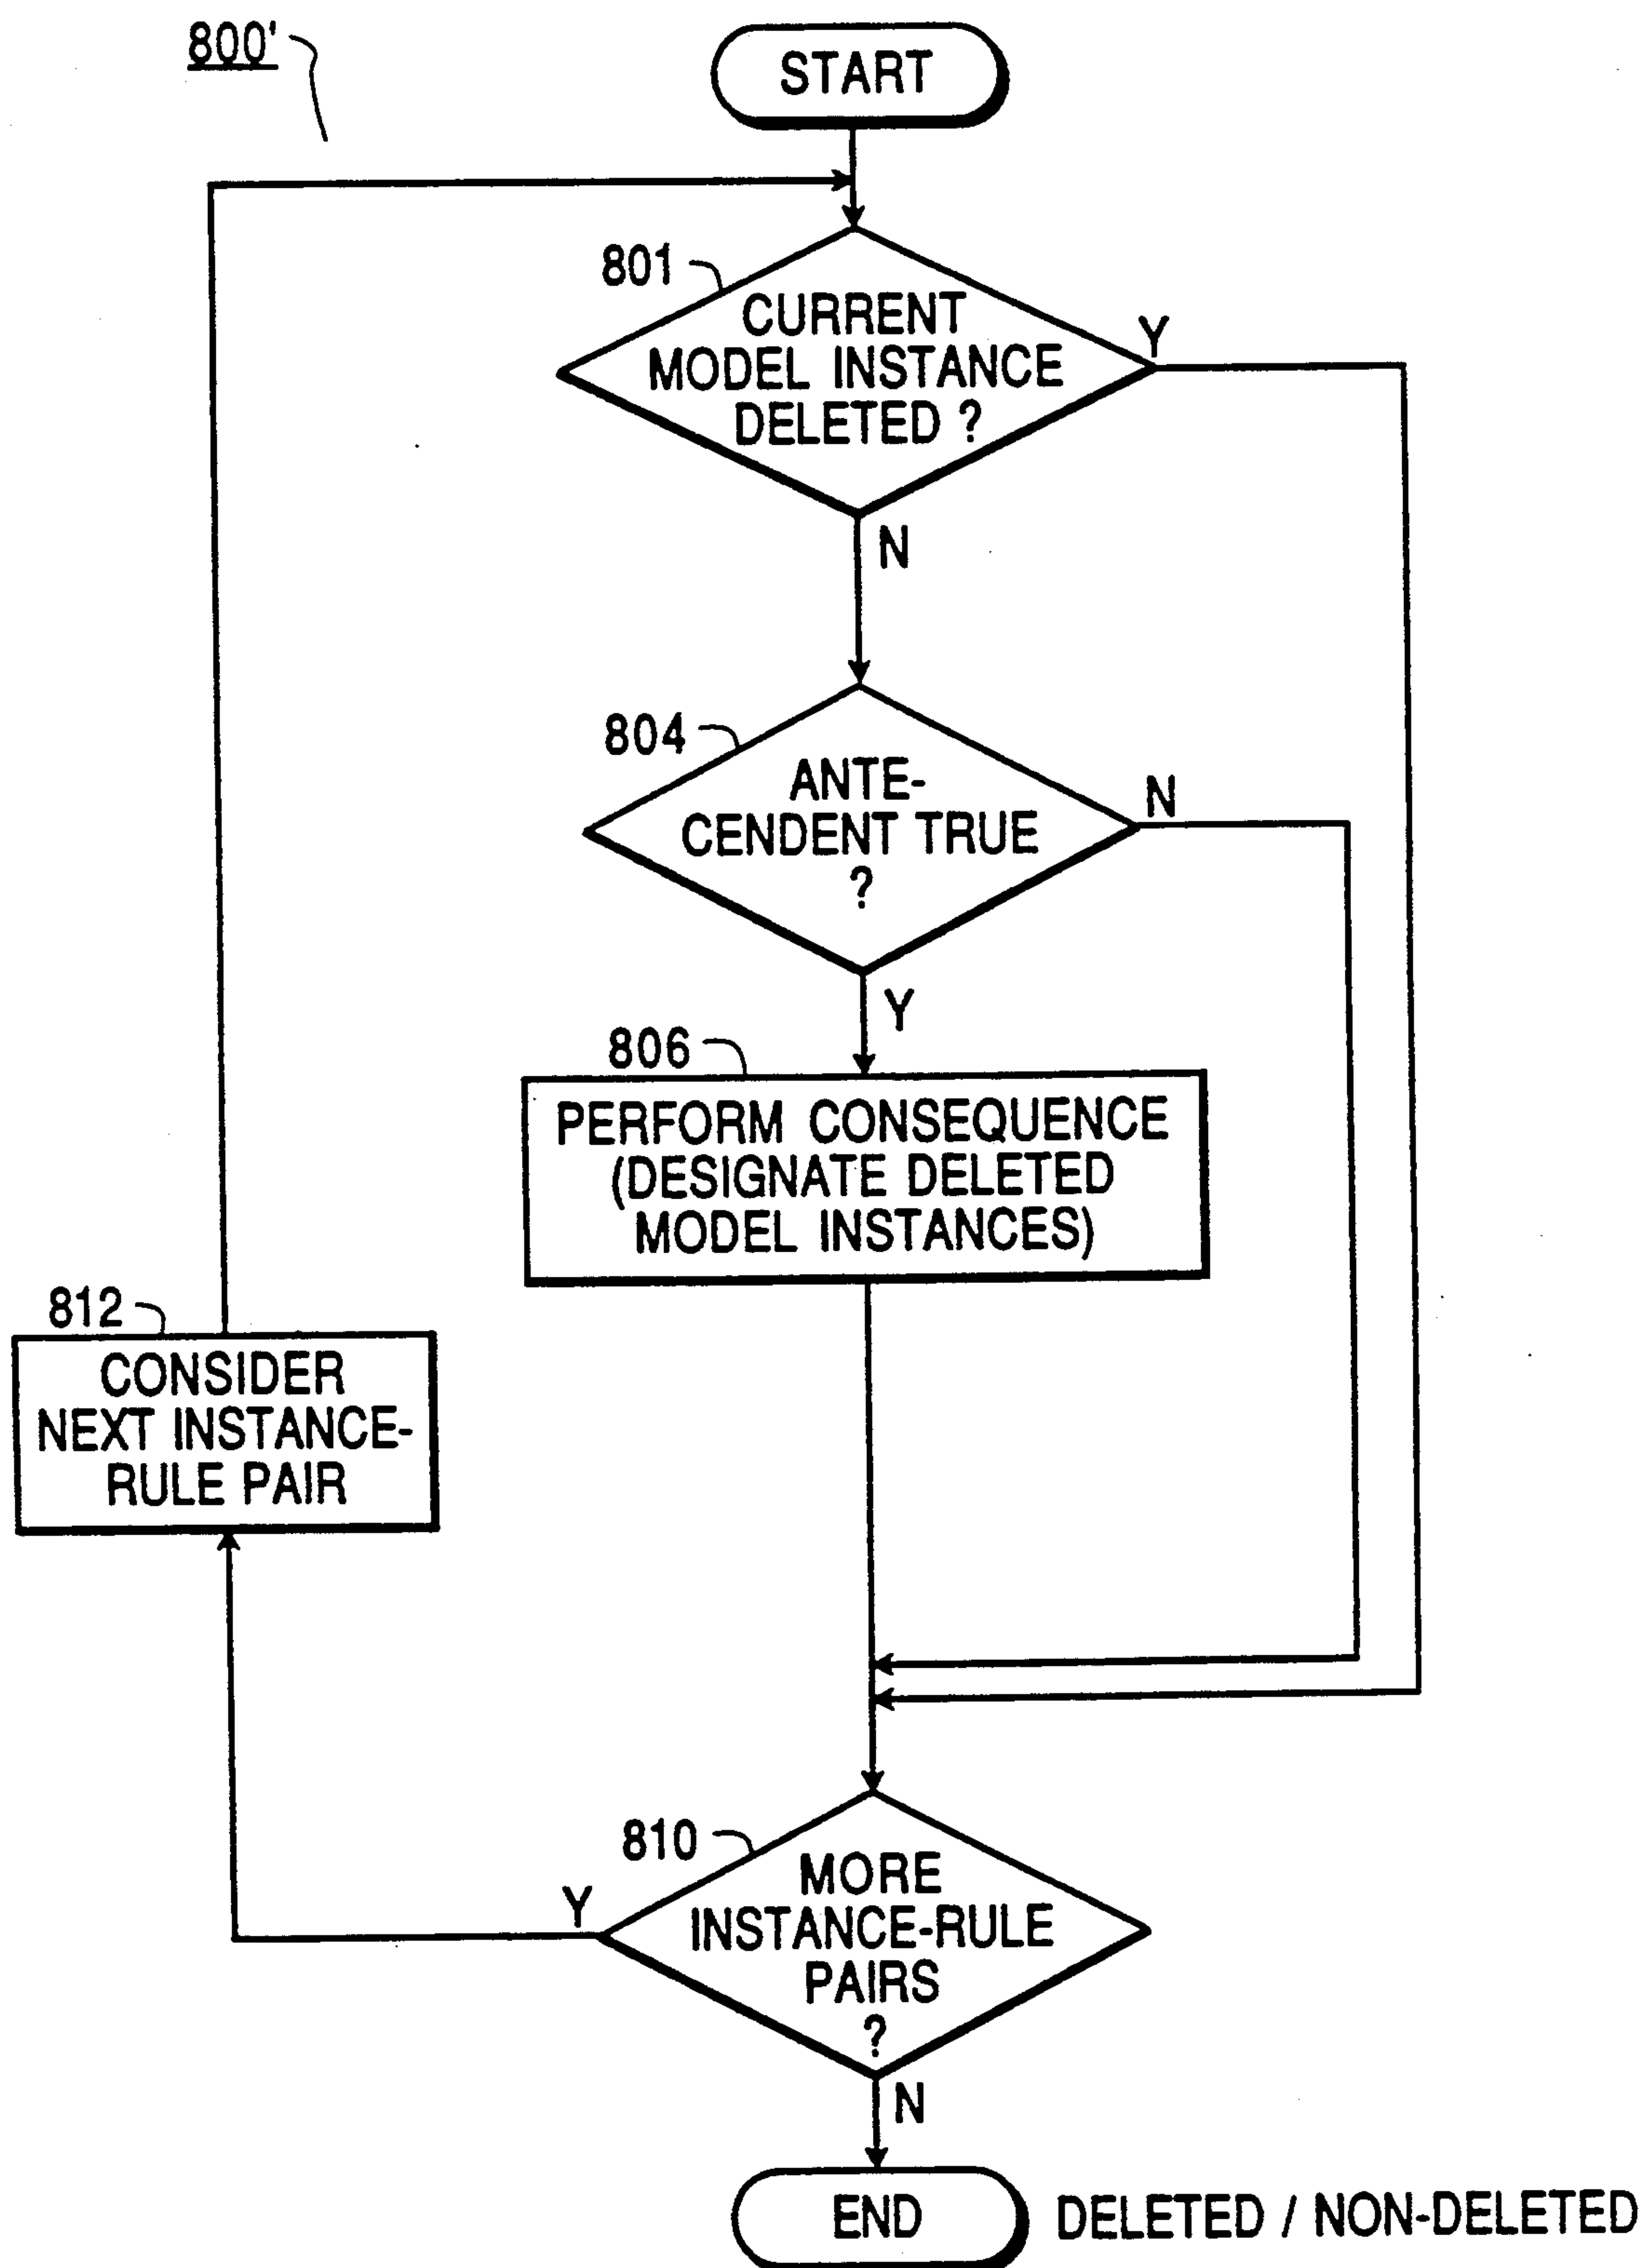 800'
START
801
CURRENT
MODEL INSTANCE
DELETED ?
Y
N
804
ANTE-
CENDENT TRUE
?
N
Y
806
PERFORM CONSEQUENCE
(DESIGNATE DELETED
MODEL INSTANCES)
812
CONSIDER
NEXT INSTANCE-
RULE PAIR
810
MORE
INSTANCE-RULE
PAIRS
?
Y
N
END
DELETED / NON-DELETED